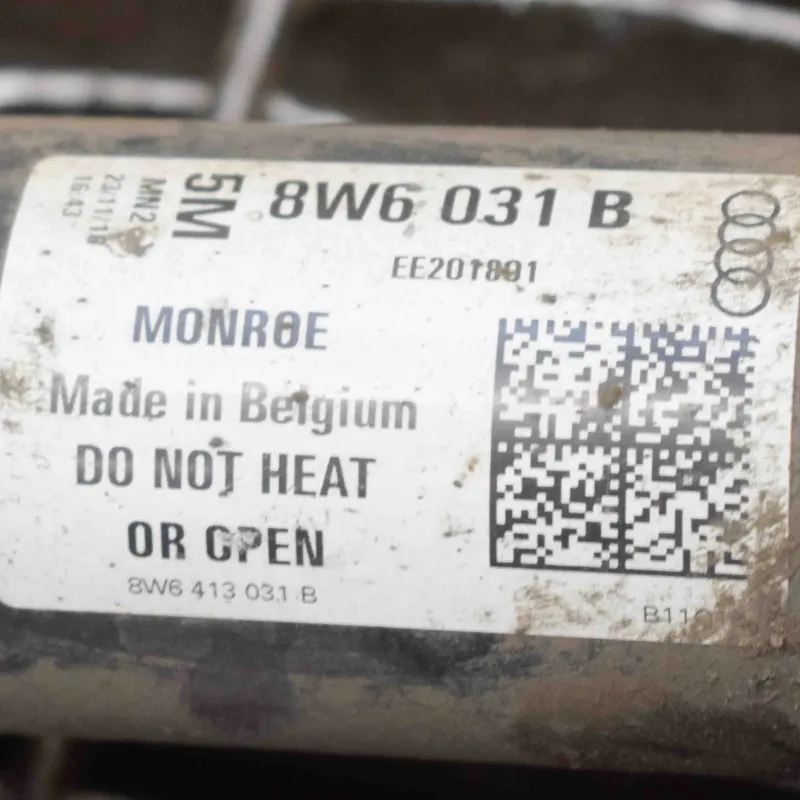 MN2
23/11/18
16:43
5M
8W6 031 B
EE201891
MONROE
Made in Belgium
DO NOT HEAT
OR OPEN
8W6 413 031 B